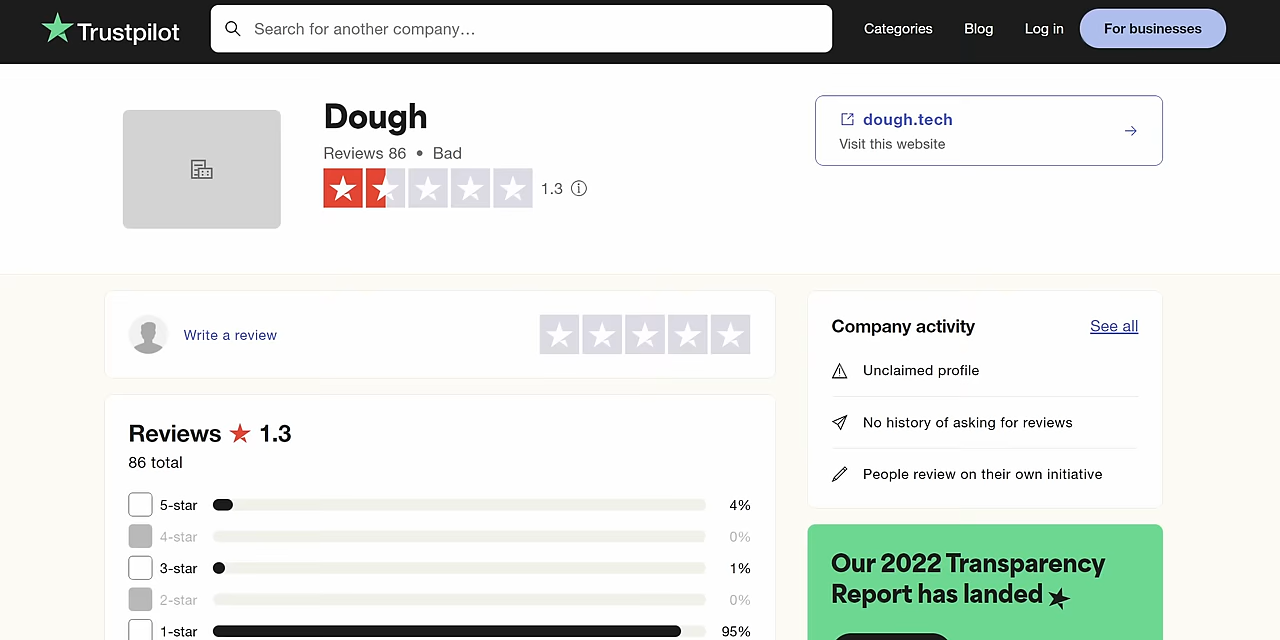 Trustpilot
Search for another company…
Categories
Blog
Log in
For businesses
Dough
Reviews 86 • Bad
1.3
dough.tech
Visit this website
Write a review
Reviews 1.3
86 total
5-star 4%
4-star 0%
3-star 1%
2-star 0%
1-star 95%
Company activity
See all
Unclaimed profile
No history of asking for reviews
People review on their own initiative
Our 2022 Transparency
Report has landed